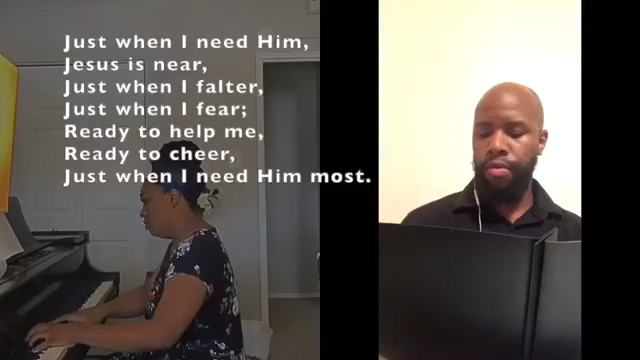 Just when I need Him,
Jesus is near,
Just when I falter,
Just when I fear;
Ready to help me,
Ready to cheer,
Just when I need Him most.